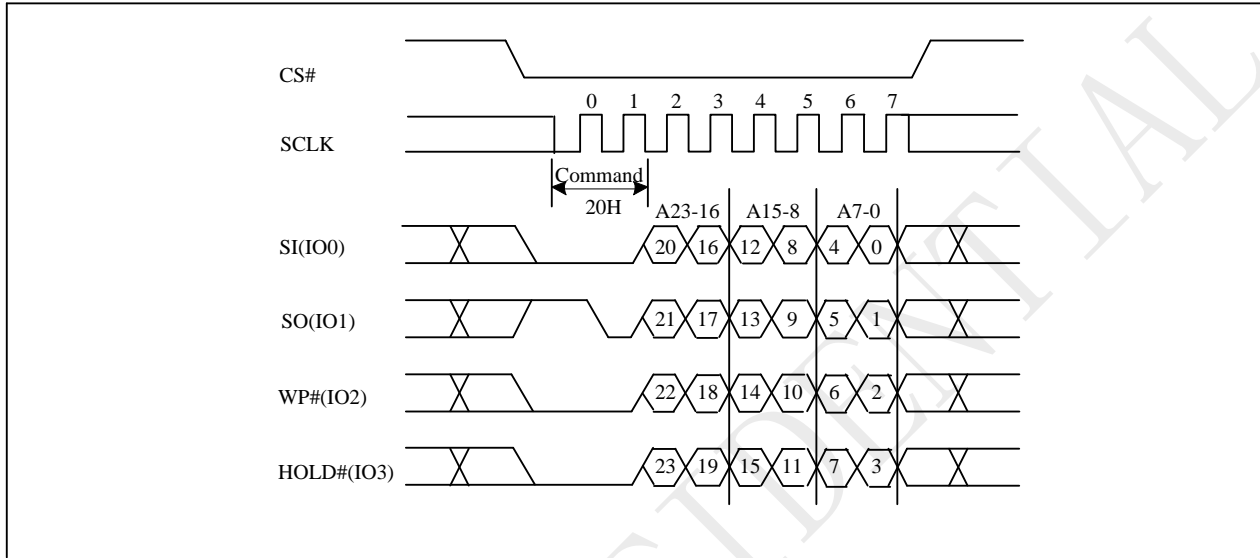 CS#
0 1 2 3 4 5 6 7
SCLK
Command
20H
A23-16 A15-8 A7-0
SI(IO0) 20 16 12 8 4 0
SO(IO1) 21 17 13 9 5 1
WP#(IO2) 22 18 14 10 6 2
HOLD#(IO3) 23 19 15 11 7 3
SIDENTIAL